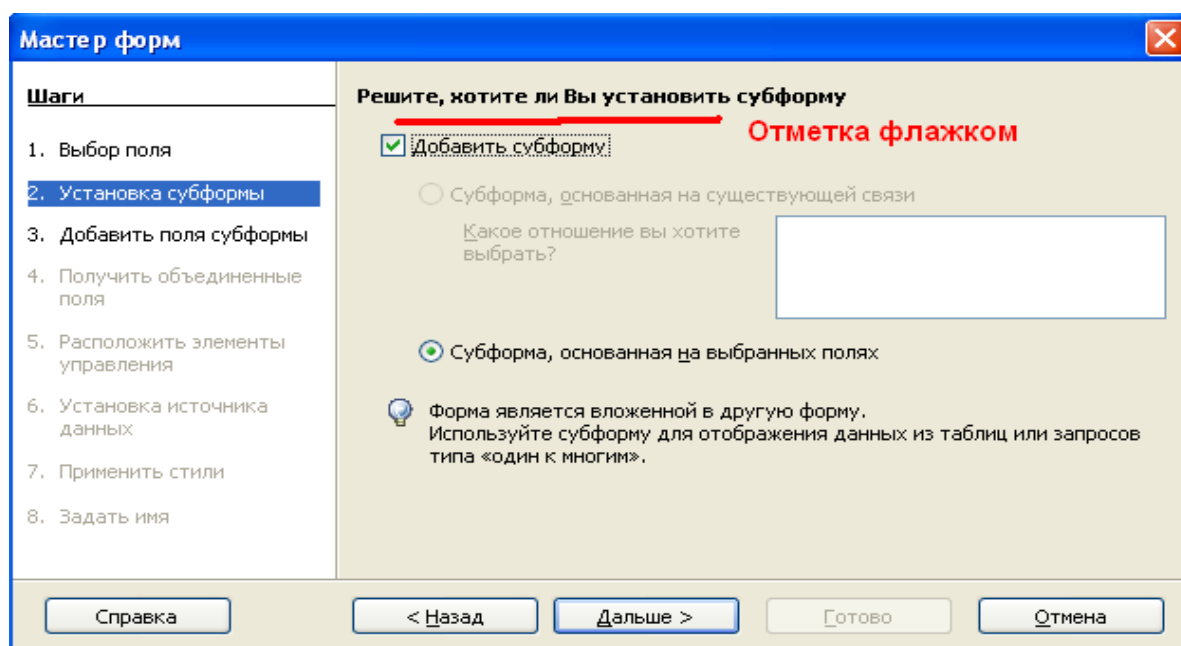 Мастер форм
Шаги
1. Выбор поля
2. Установка субформы
3. Добавить поля субформы
4. Получить объединенные
поля
5. Расположить элементы
управления
6. Установка источника
данных
7. Применить стили
8. Задать имя
Решите, хотите ли Вы установить субформу
Отметка флажком
Добавить субформу
Субформа, основанная на существующей связи
Какое отношение вы хотите
выбрать?
Субформа, основанная на выбранных полях
Форма является вложенной в другую форму.
Используйте субформу для отображения данных из таблиц или запросов
типа «один к многим».
Справка
< Назад
Дальше >
Готово
Отмена